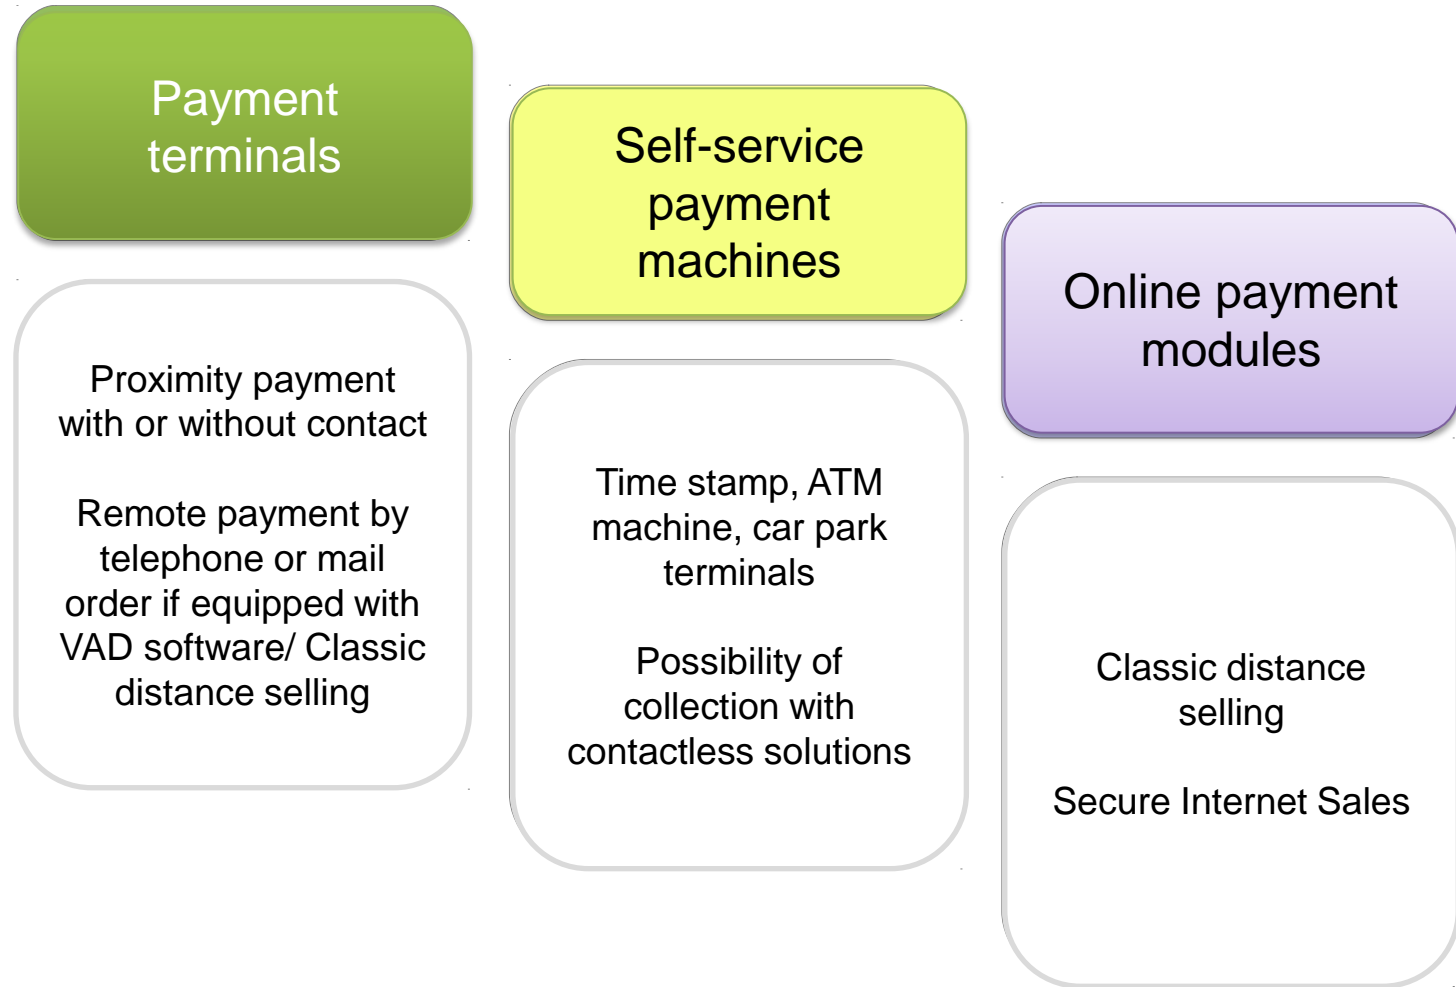 Payment
terminals
Proximity payment
with or without contact
Remote payment by
telephone or mail
order if equipped with
VAD software/ Classic
distance selling
Self-service
payment
machines
Time stamp, ATM
machine, car park
terminals
Possibility of
collection with
contactless solutions
Online payment
modules
Classic distance
selling
Secure Internet Sales